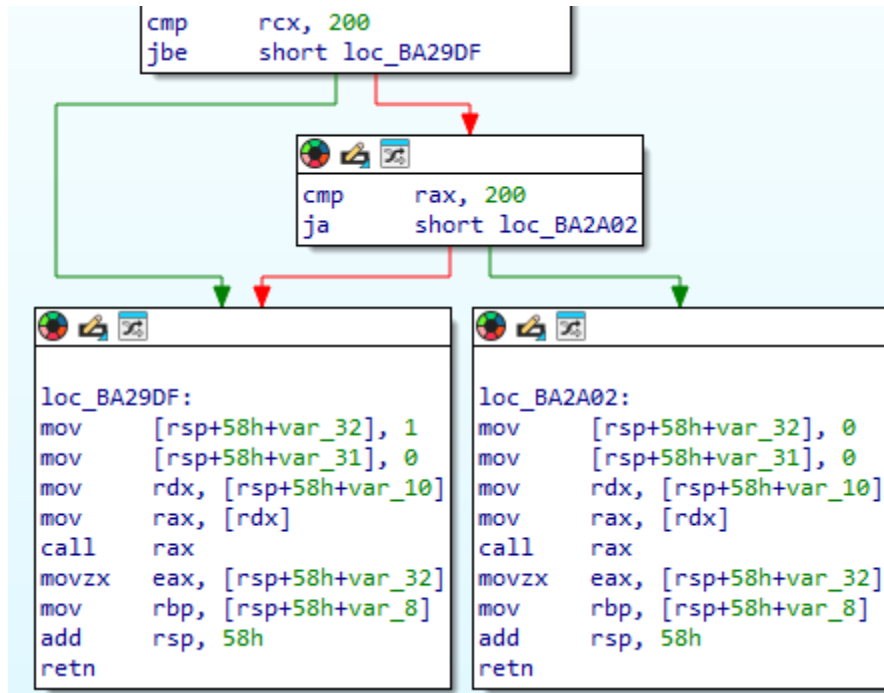 cmp     rcx, 200
jbe     short loc_BA29DF
cmp     rax, 200
ja      short loc_BA2A02
loc_BA29DF:
mov     [rsp+58h+var_32], 1
mov     [rsp+58h+var_31], 0
mov     rdx, [rsp+58h+var_10]
mov     rax, [rdx]
call    rax
movzx   eax, [rsp+58h+var_32]
mov     rbp, [rsp+58h+var_8]
add     rsp, 58h
retn
loc_BA2A02:
mov     [rsp+58h+var_32], 0
mov     [rsp+58h+var_31], 0
mov     rdx, [rsp+58h+var_10]
mov     rax, [rdx]
call    rax
movzx   eax, [rsp+58h+var_32]
mov     rbp, [rsp+58h+var_8]
add     rsp, 58h
retn